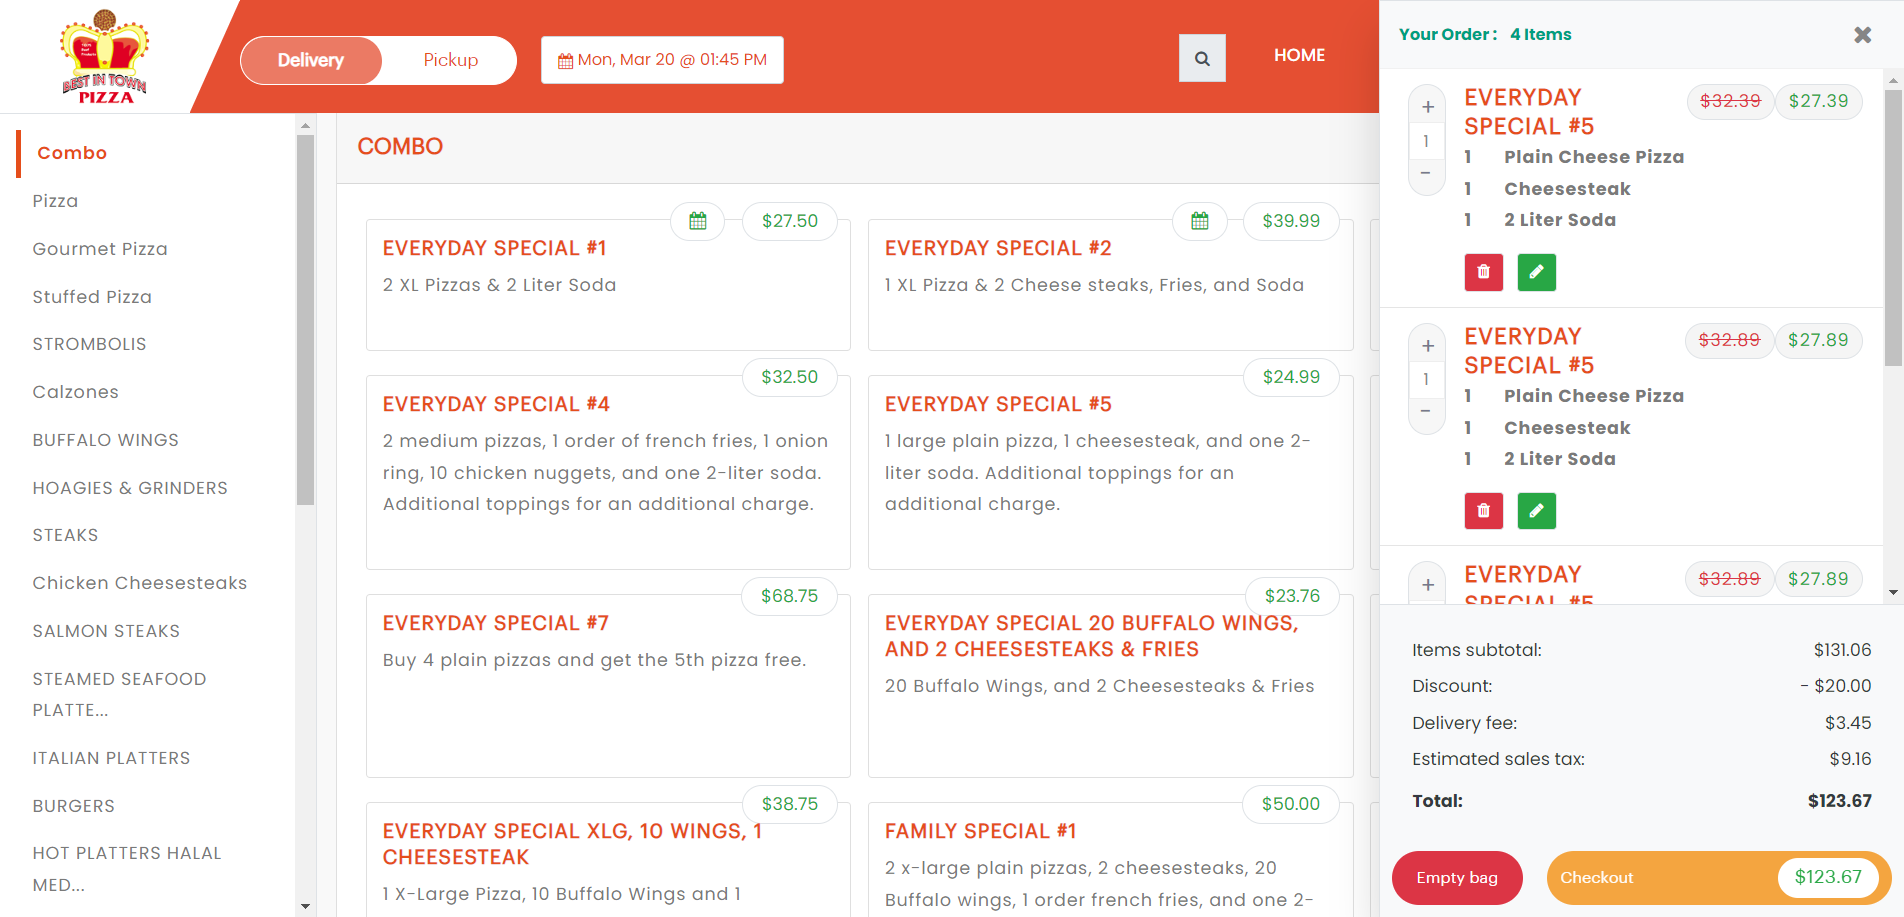 BEST IN TOWN
PIZZA
Delivery
Pickup
Mon, Mar 20 @ 01:45 PM
HOME
Combo
Pizza
Gourmet Pizza
Stuffed Pizza
STROMBOLIS
Calzones
BUFFALO WINGS
HOAGIES & GRINDERS
STEAKS
Chicken Cheesesteaks
SALMON STEAKS
STEAMED SEAFOOD
PLATTE...
ITALIAN PLATTERS
BURGERS
HOT PLATTERS HALAL
MED...
COMBO
$27.50
EVERYDAY SPECIAL #1
2 XL Pizzas & 2 Liter Soda
$39.99
EVERYDAY SPECIAL #2
1 XL Pizza & 2 Cheese steaks, Fries, and Soda
$32.50
EVERYDAY SPECIAL #4
2 medium pizzas, 1 order of french fries, 1 onion
ring, 10 chicken nuggets, and one 2-liter soda.
Additional toppings for an additional charge.
$24.99
EVERYDAY SPECIAL #5
1 large plain pizza, 1 cheesesteak, and one 2-
liter soda. Additional toppings for an
additional charge.
$68.75
EVERYDAY SPECIAL #7
Buy 4 plain pizzas and get the 5th pizza free.
$23.76
EVERYDAY SPECIAL 20 BUFFALO WINGS,
AND 2 CHEESESTEAKS & FRIES
20 Buffalo Wings, and 2 Cheesesteaks & Fries
$38.75
EVERYDAY SPECIAL XLG, 10 WINGS, 1
CHEESESTEAK
1 X-Large Pizza, 10 Buffalo Wings and 1
$50.00
FAMILY SPECIAL #1
2 x-large plain pizzas, 2 cheesesteaks, 20
Buffalo wings, 1 order french fries, and one 2-
Your Order : 4 Items
+
1
−
EVERYDAY
SPECIAL #5
$32.39 $27.39
1 Plain Cheese Pizza
1 Cheesesteak
1 2 Liter Soda
+
1
−
EVERYDAY
SPECIAL #5
$32.89 $27.89
1 Plain Cheese Pizza
1 Cheesesteak
1 2 Liter Soda
+
EVERYDAY
SPECIAL #5
$32.89 $27.89
Items subtotal: $131.06
Discount: - $20.00
Delivery fee: $3.45
Estimated sales tax: $9.16
Total: $123.67
Empty bag
Checkout $123.67